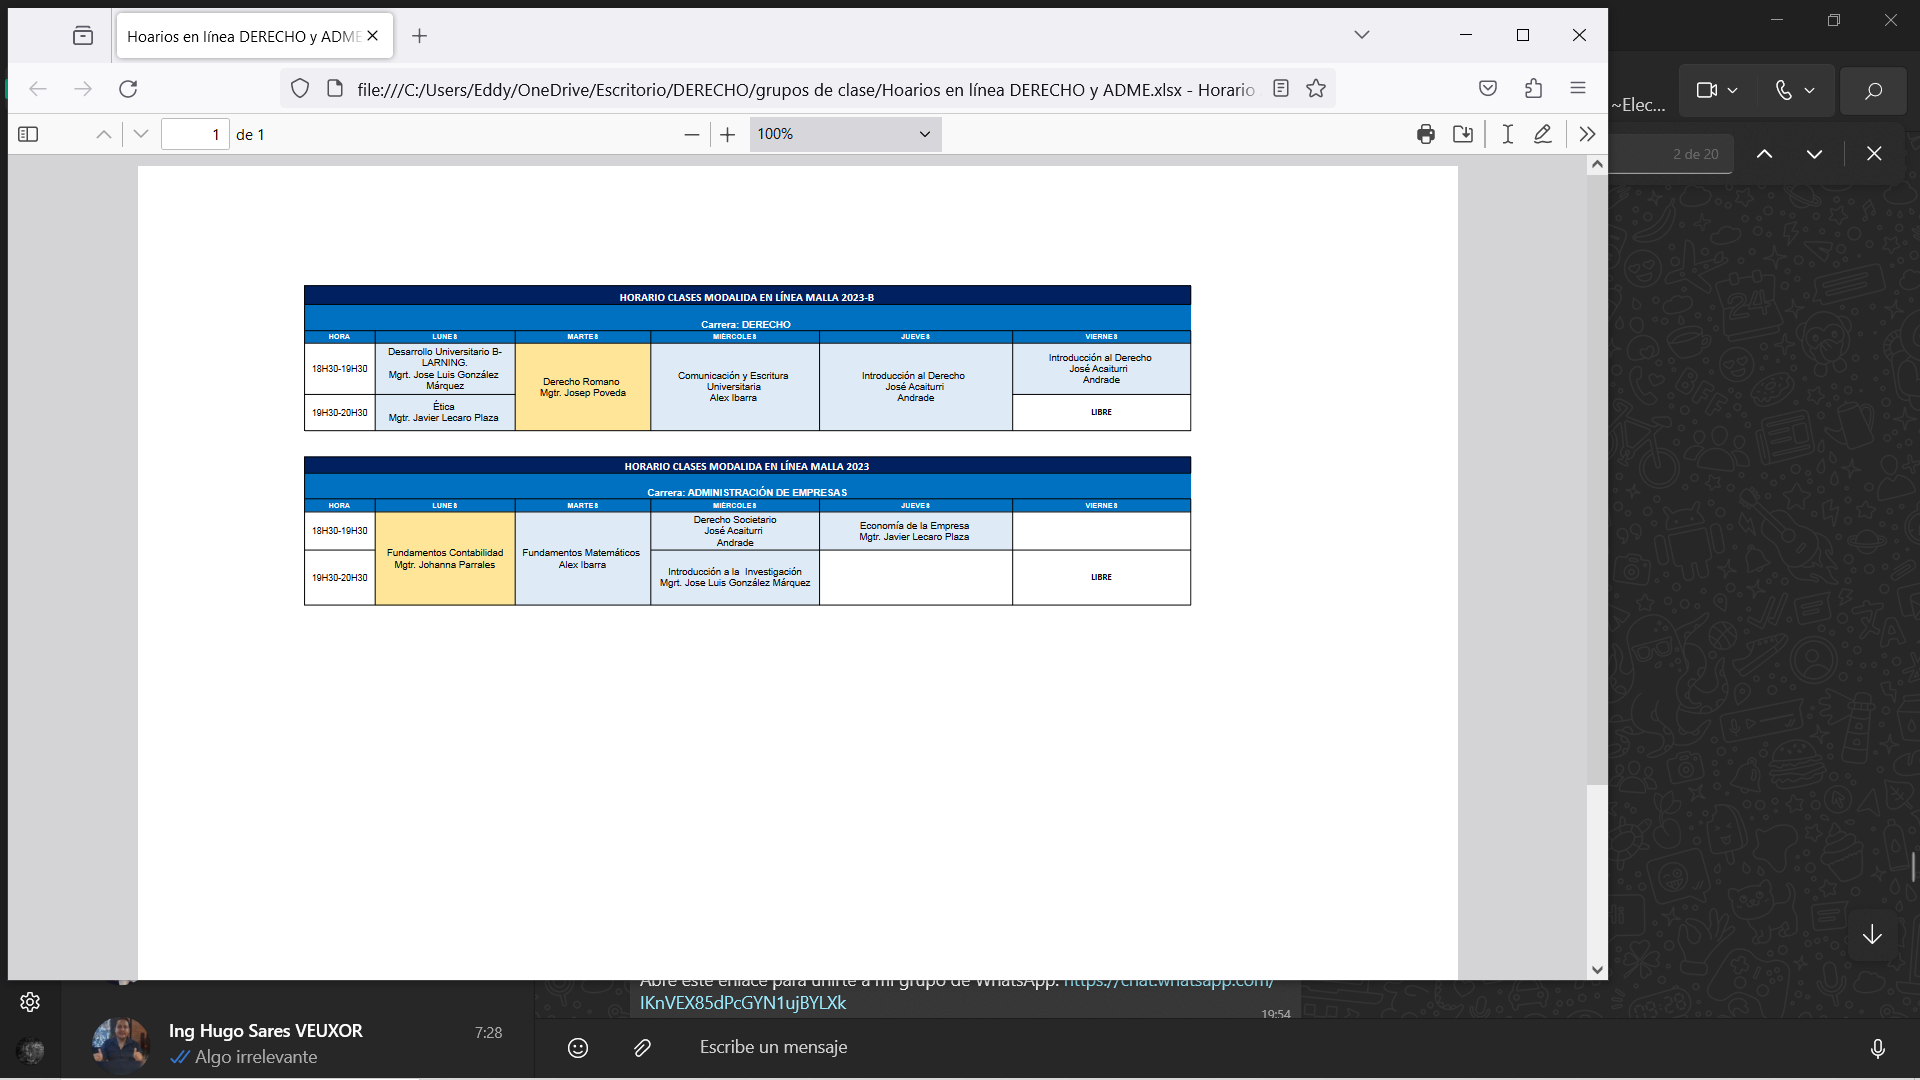 Hoarios en línea DERECHO y ADME
file:///C:/Users/Eddy/OneDrive/Escritorio/DERECHO/grupos de clase/Hoarios en línea DERECHO y ADME.xlsx - Horario
~Elec...
1 de 1
100%
2 de 20
HORARIO CLASES MODALIDA EN LÍNEA MALLA 2023-B
Carrera: DERECHO
HORA LUNES MARTES MIÉRCOLES JUEVES VIERNES
18H30-19H30
Desarrollo Universitario B-
LARNING.
Mgrt. Jose Luis González
Márquez
Derecho Romano
Mgtr. Josep Poveda
Comunicación y Escritura
Universitaria
Alex Ibarra
Introducción al Derecho
José Acaiturri
Andrade
Introducción al Derecho
José Acaiturri
Andrade
19H30-20H30
Ética
Mgtr. Javier Lecaro Plaza
LIBRE
HORARIO CLASES MODALIDA EN LÍNEA MALLA 2023
Carrera: ADMINISTRACIÓN DE EMPRESAS
HORA LUNES MARTES MIÉRCOLES JUEVES VIERNES
18H30-19H30
Fundamentos Contabilidad
Mgtr. Johanna Parrales
Fundamentos Matemáticos
Alex Ibarra
Derecho Societario
José Acaiturri
Andrade
Economía de la Empresa
Mgtr. Javier Lecaro Plaza
19H30-20H30
Introducción a la Investigación
Mgrt. Jose Luis González Márquez
LIBRE
Abre este enlace para unirte a mi grupo de WhatsApp: https://chat.whatsapp.com/
IKnVEX85dPcGYN1ujBYLXk
19:54
Ing Hugo Sares VEUXOR 7:28
Algo irrelevante
Escribe un mensaje